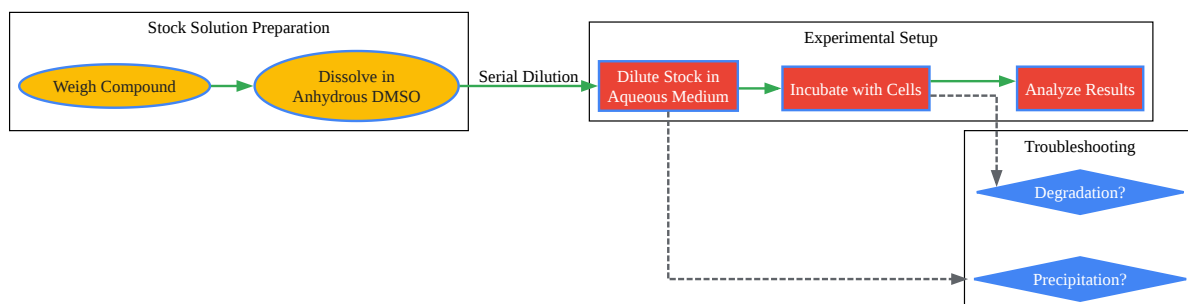 Stock Solution Preparation
Weigh Compound
Dissolve in
Anhydrous DMSO
Serial Dilution
Experimental Setup
Dilute Stock in
Aqueous Medium
Incubate with Cells
Analyze Results
Troubleshooting
Degradation?
Precipitation?